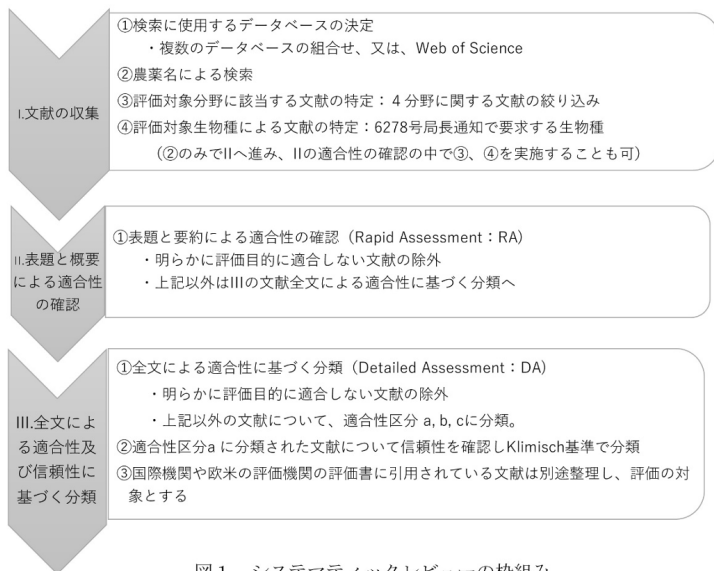 I.文献の収集
①検索に使用するデータベースの決定
・複数のデータベースの組合せ、又は、Web of Science
②農薬名による検索
③評価対象分野に該当する文献の特定：４分野に関する文献の絞り込み
④評価対象生物種による文献の特定：6278号局長通知で要求する生物種
（②のみでIIへ進み、IIの適合性の確認の中で③、④を実施することも可）
II.表題と概要
による適合性
の確認
①表題と要約による適合性の確認（Rapid Assessment：RA）
・明らかに評価目的に適合しない文献の除外
・上記以外はIIIの文献全文による適合性に基づく分類へ
III.全文によ
る適合性及
び信頼性に
基づく分類
①全文による適合性に基づく分類（Detailed Assessment：DA）
・明らかに評価目的に適合しない文献の除外
・上記以外の文献について、適合性区分 a, b, cに分類。
②適合性区分a に分類された文献について信頼性を確認しKlimisch基準で分類
③国際機関や欧米の評価機関の評価書に引用されている文献は別途整理し、評価の対
象とする
図１　システマティックレビューの枠組み